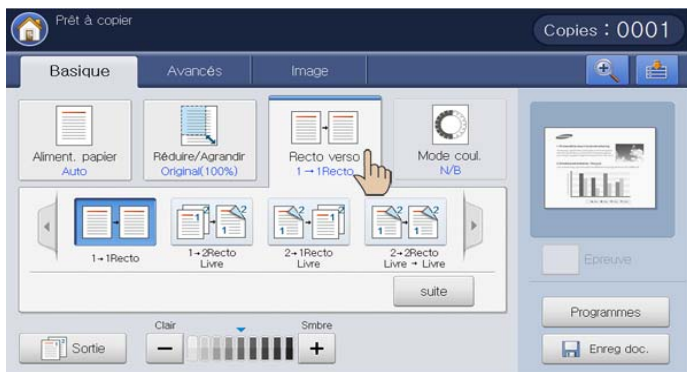 Prêt à copier
Copies : 0001
Basique
Avancés
Image
Aliment. papier
Auto
Réduire/Agrandir
Original(100%)
Recto verso
1→1Recto
Mode coul.
N/B
1→1Recto
1→2Recto
Livre
2→1Recto
Livre
2→2Recto
Livre → Livre
suite
Epreuve
Programmes
Sortie
Clair
Smbre
Enreg doc.